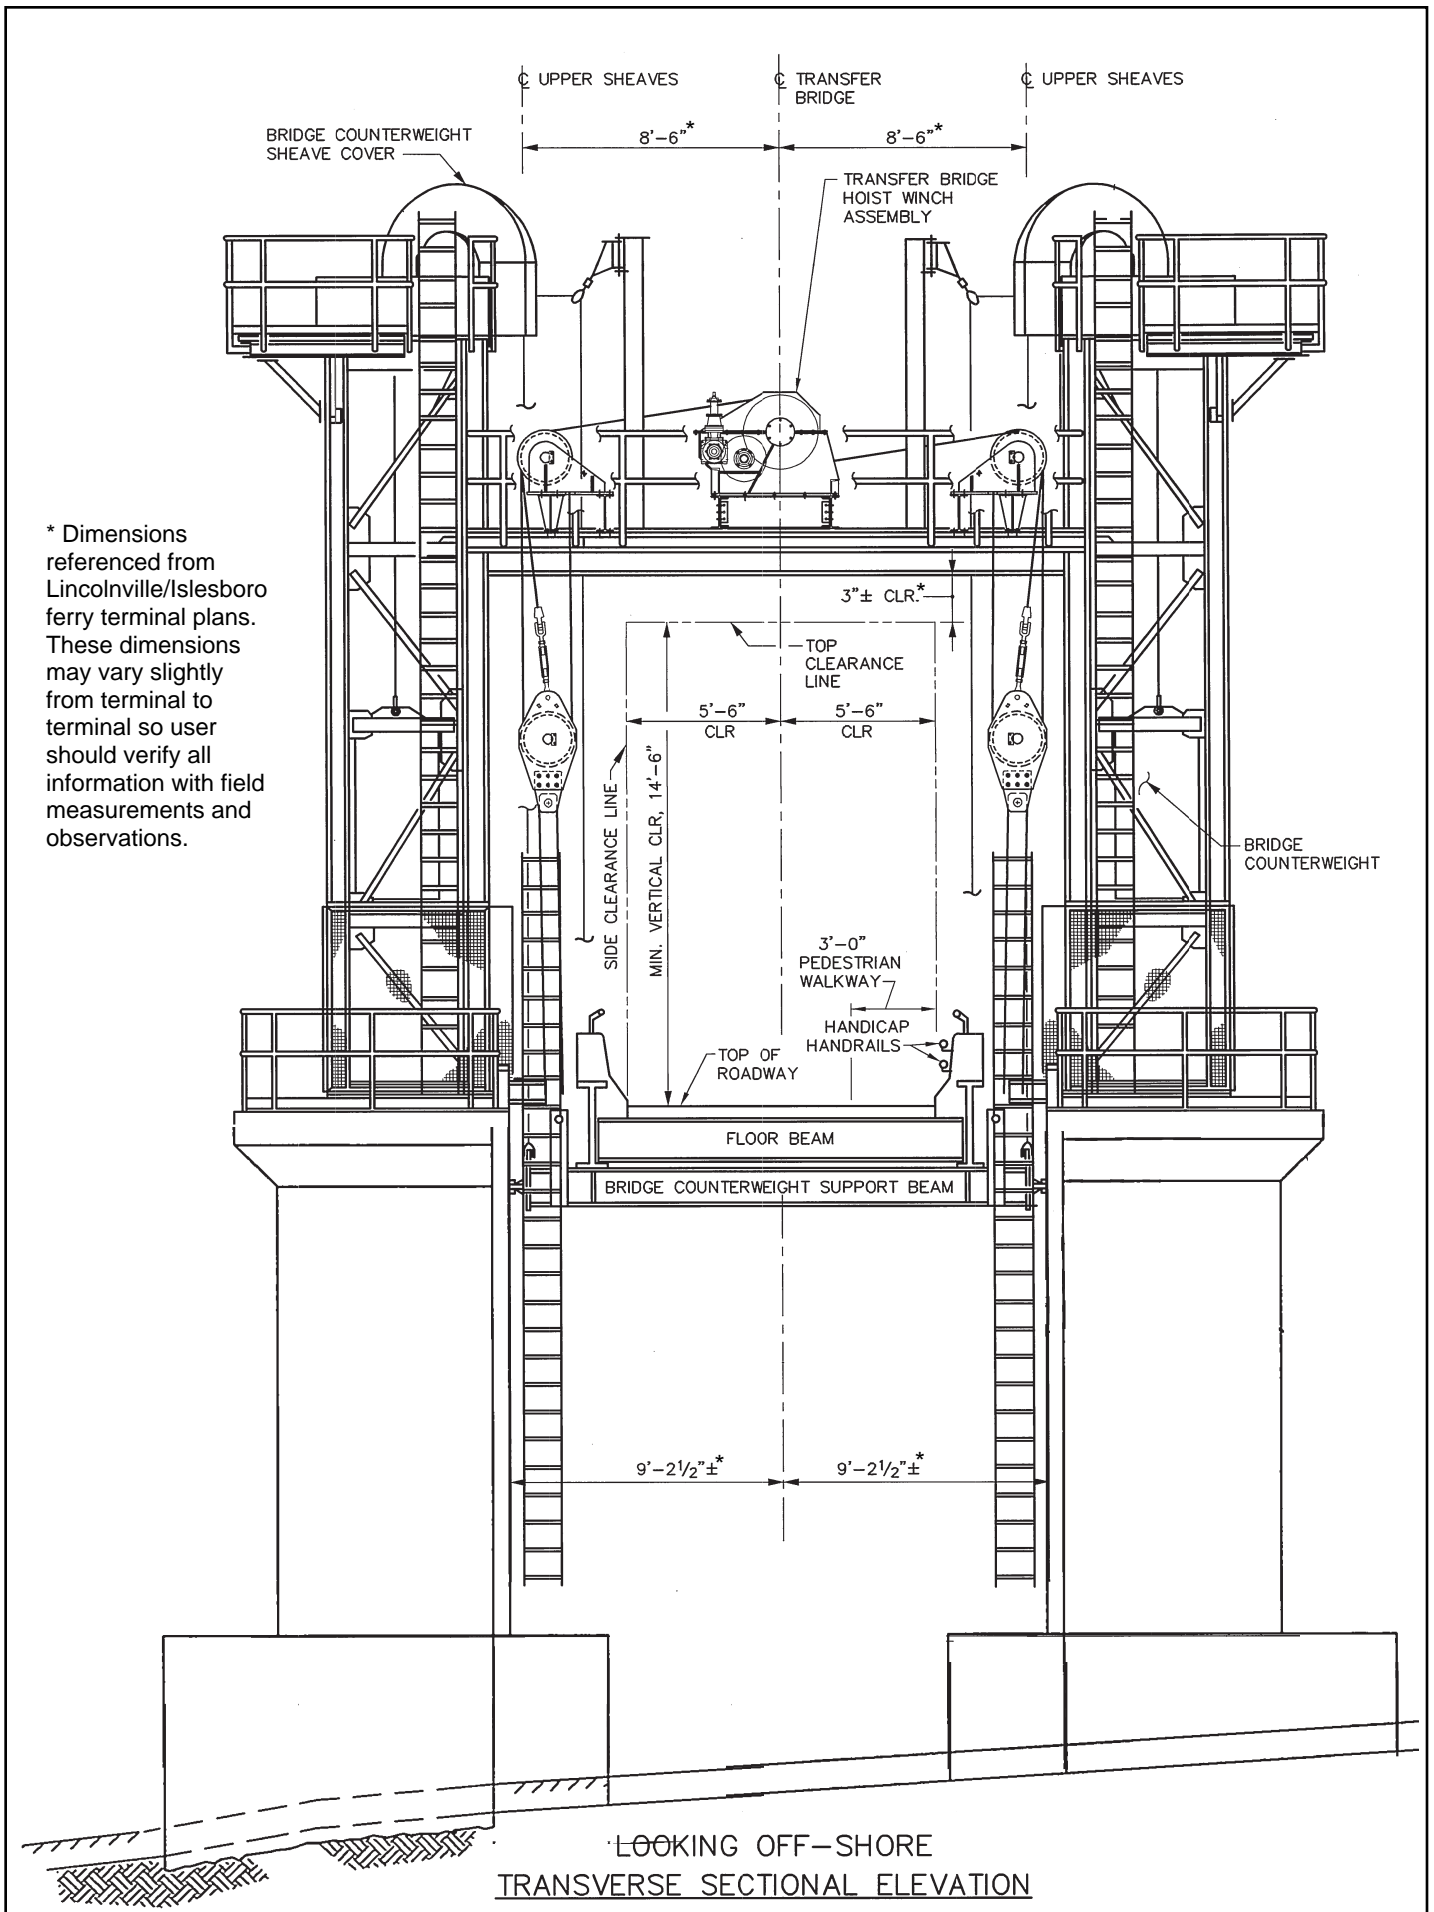 ℄ UPPER SHEAVES
℄ TRANSFER
BRIDGE
℄ UPPER SHEAVES
8'-6"*
8'-6"*
BRIDGE COUNTERWEIGHT
SHEAVE COVER
TRANSFER BRIDGE
HOIST WINCH
ASSEMBLY
* Dimensions
referenced from
Lincolnville/Islesboro
ferry terminal plans.
These dimensions
may vary slightly
from terminal to
terminal so user
should verify all
information with field
measurements and
observations.
3"± CLR.*
TOP
CLEARANCE
LINE
5'-6"
CLR
5'-6"
CLR
SIDE CLEARANCE LINE
MIN. VERTICAL CLR, 14'-6"
BRIDGE
COUNTERWEIGHT
3'-0"
PEDESTRIAN
WALKWAY
HANDICAP
HANDRAILS
TOP OF
ROADWAY
FLOOR BEAM
BRIDGE COUNTERWEIGHT SUPPORT BEAM
9'-2½"±*
9'-2½"±*
LOOKING OFF-SHORE
TRANSVERSE SECTIONAL ELEVATION